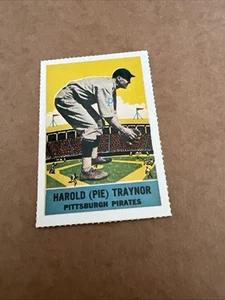 HAROLD (PIE) TRAYNOR
PITTSBURGH PIRATES